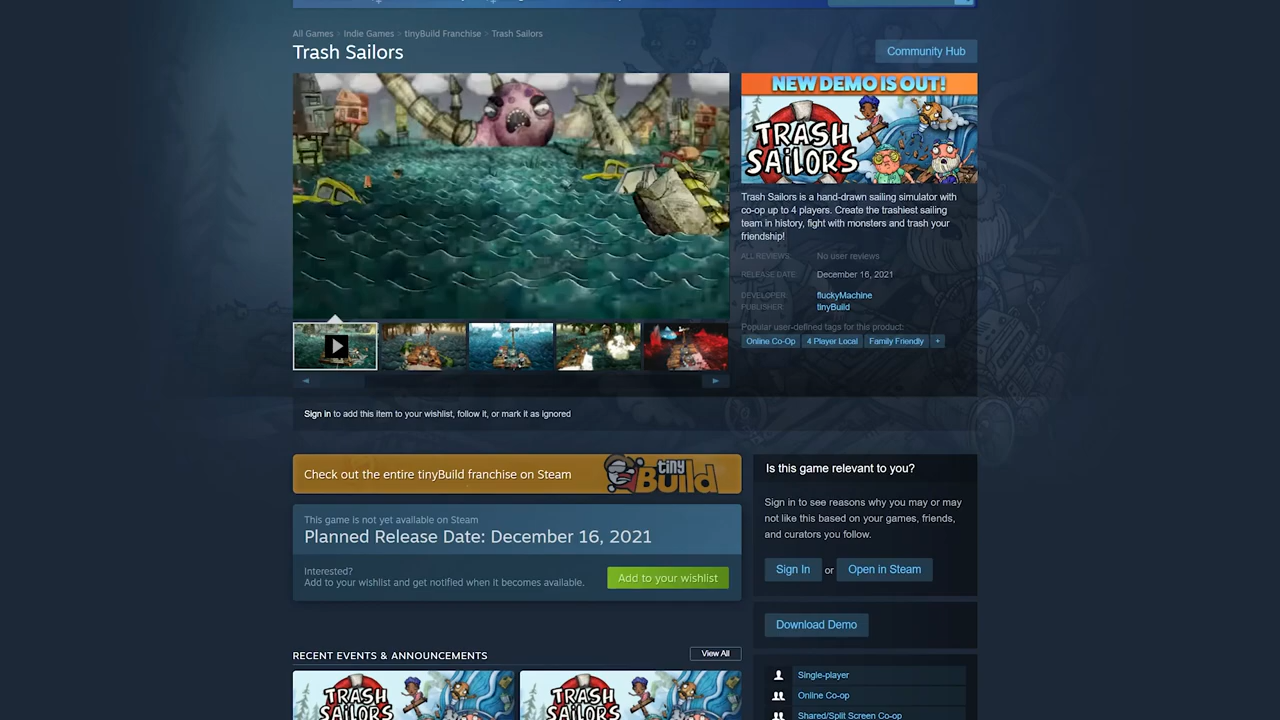 All Games > Indie Games > tinyBuild Franchise > Trash Sailors
Trash Sailors
Community Hub
NEW DEMO IS OUT!
TRASH
SAILORS
Trash Sailors is a hand-drawn sailing simulator with
co-op up to 4 players. Create the trashiest sailing
team in history, fight with monsters and trash your
friendship!
ALL REVIEWS: No user reviews
RELEASE DATE: December 16, 2021
DEVELOPER: fluckyMachine
PUBLISHER: tinyBuild
Popular user-defined tags for this product:
Online Co-Op 4 Player Local Family Friendly +
Sign in to add this item to your wishlist, follow it, or mark it as ignored
Check out the entire tinyBuild franchise on Steam
tiny
Build
This game is not yet available on Steam
Planned Release Date: December 16, 2021
Interested?
Add to your wishlist and get notified when it becomes available.
Add to your wishlist
Is this game relevant to you?
Sign in to see reasons why you may or may
not like this based on your games, friends,
and curators you follow.
Sign In or Open in Steam
Download Demo
RECENT EVENTS & ANNOUNCEMENTS
View All
TRASH
SAILORS
TRASH
SAILORS
Single-player
Online Co-op
Shared/Split Screen Co-op